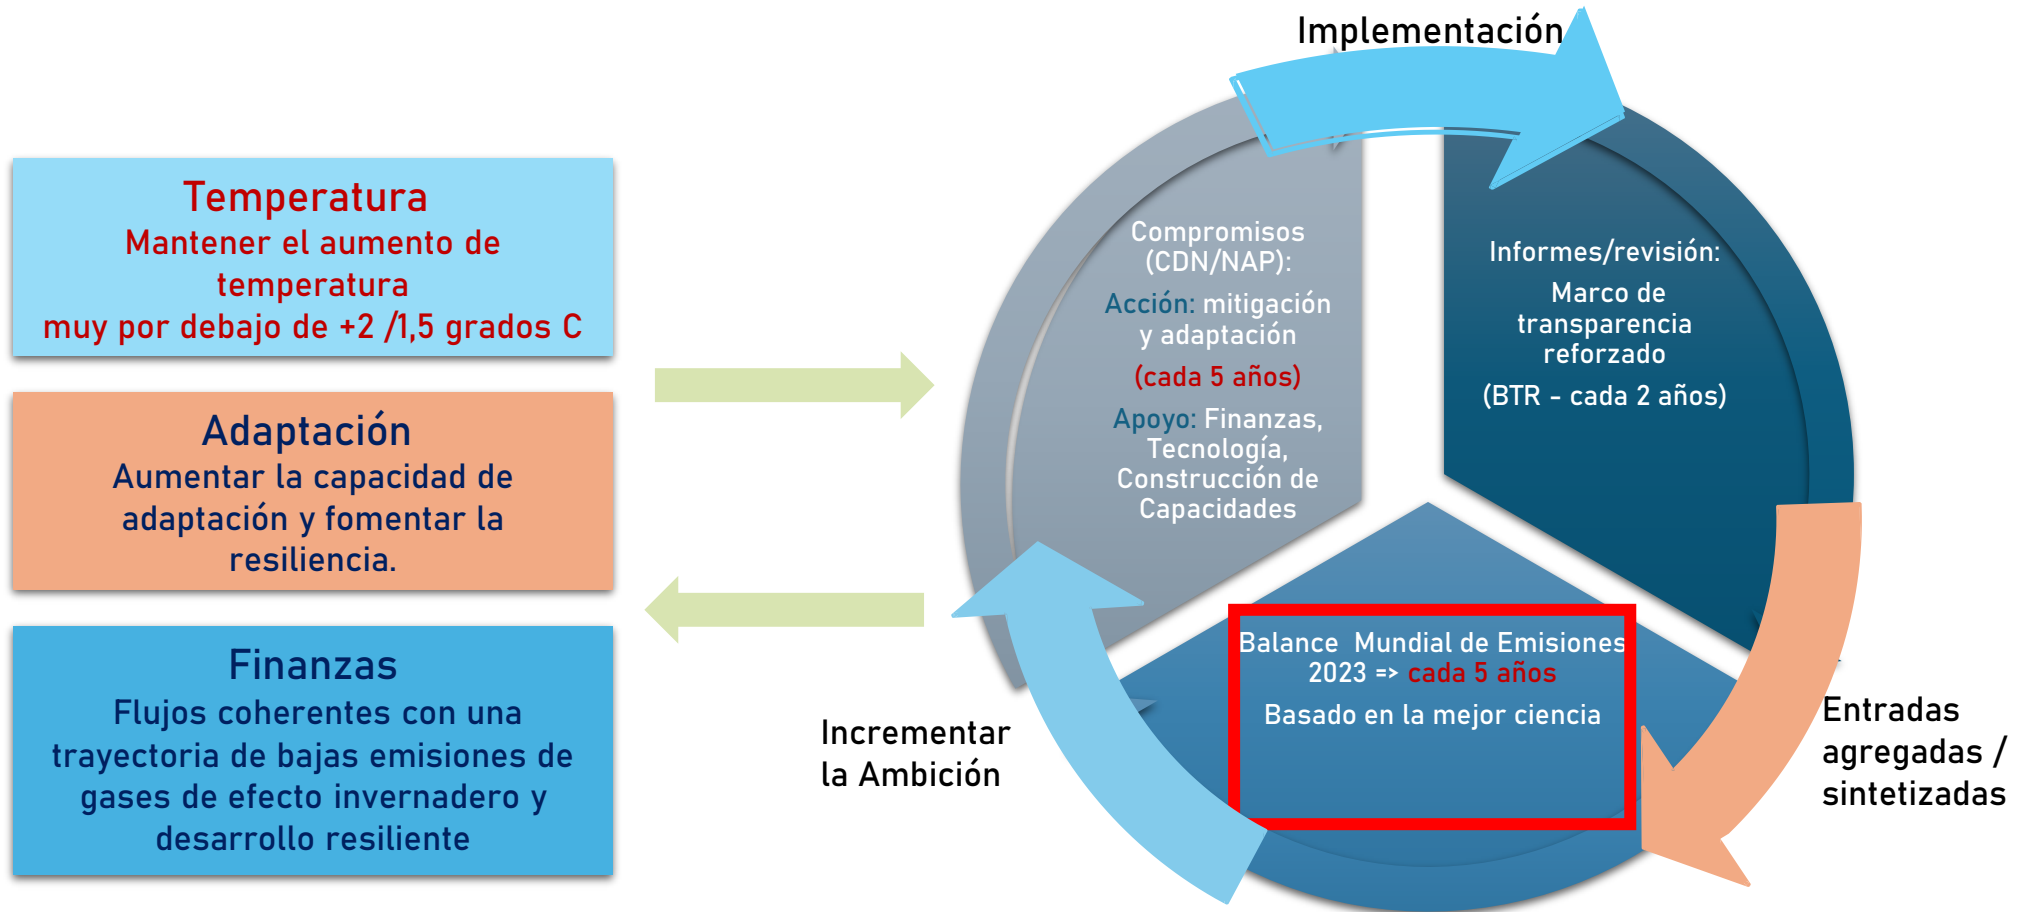 Temperatura
Mantener el aumento de
temperatura
muy por debajo de +2 /1,5 grados C
Adaptación
Aumentar la capacidad de
adaptación y fomentar la
resiliencia.
Finanzas
Flujos coherentes con una
trayectoria de bajas emisiones de
gases de efecto invernadero y
desarrollo resiliente
Implementación
Compromisos
(CDN/NAP):
Acción: mitigación
y adaptación
(cada 5 años)
Apoyo: Finanzas,
Tecnología,
Construcción de
Capacidades
Informes/revisión:
Marco de
transparencia
reforzado
(BTR - cada 2 años)
Balance Mundial de Emisiones
2023 => cada 5 años
Basado en la mejor ciencia
Entradas
agregadas /
sintetizadas
Incrementar
la Ambición